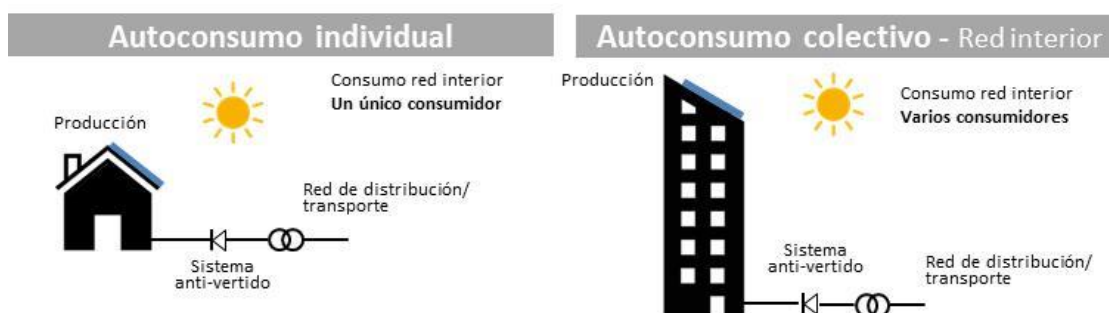 Autoconsumo individual
Consumo red interior
Un único consumidor
Producción
Red de distribución/
transporte
Sistema
anti-vertido
Autoconsumo colectivo - Red interior
Producción
Consumo red interior
Varios consumidores
Sistema
anti-vertido
Red de distribución/
transporte